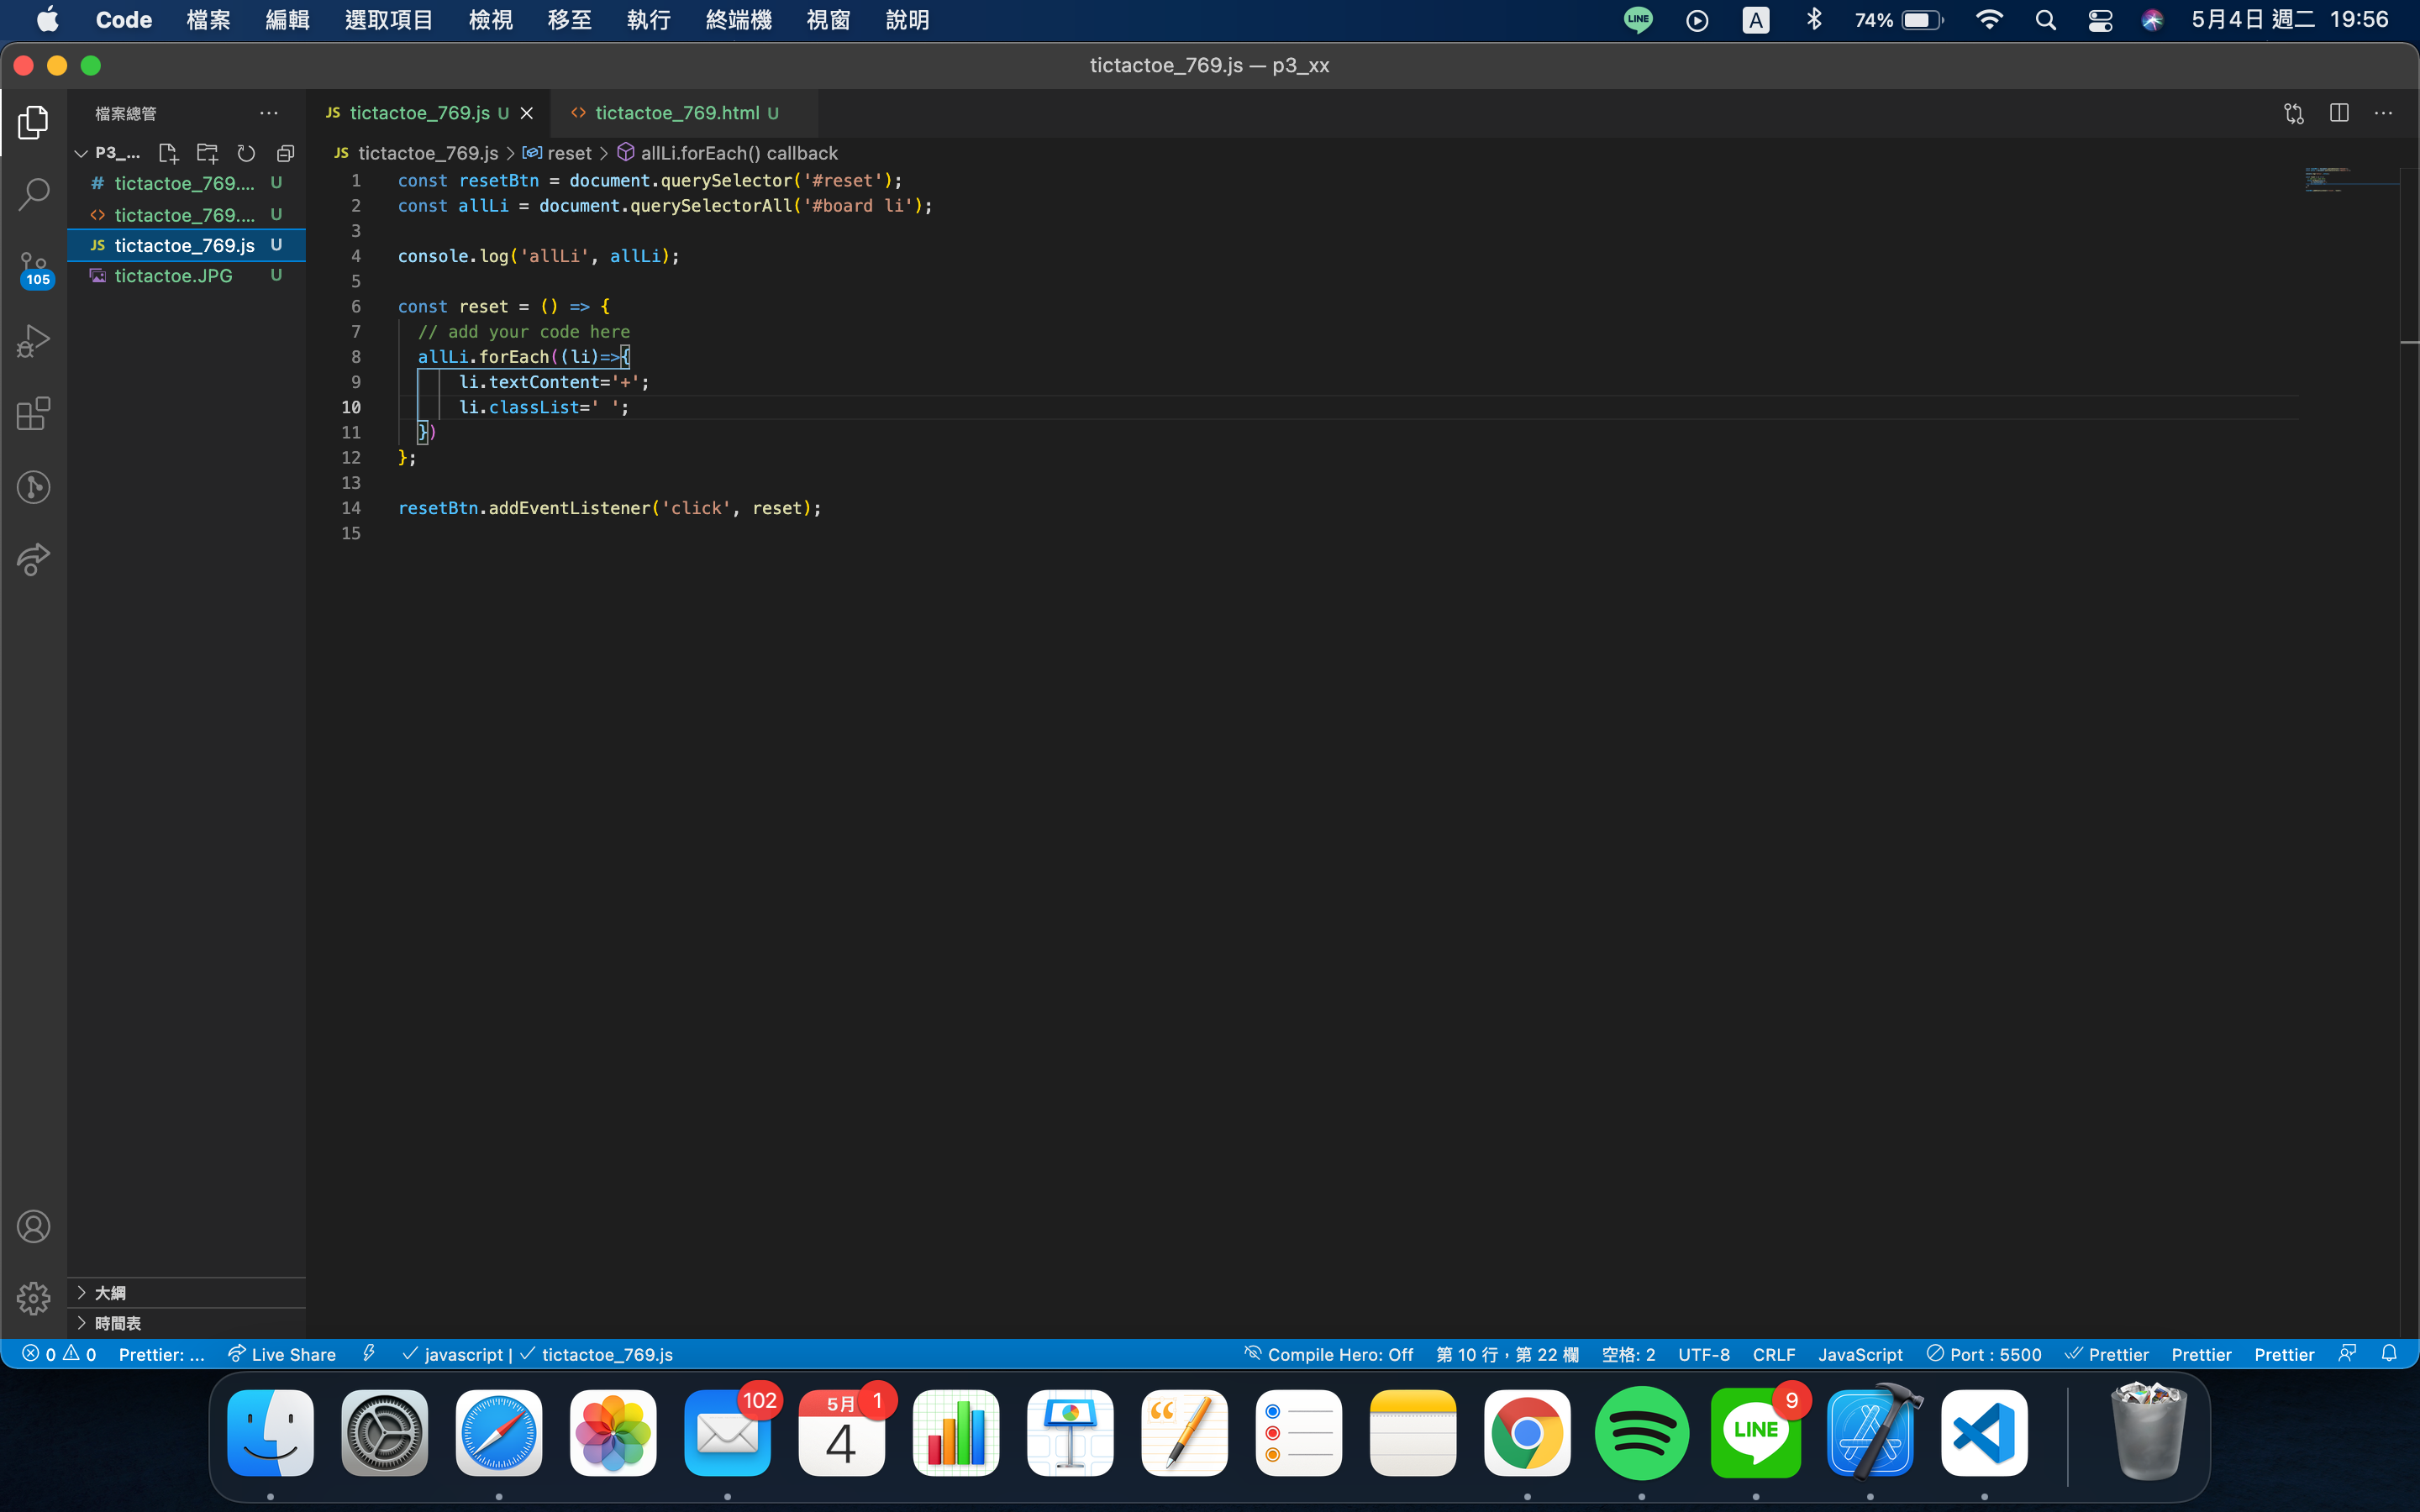 Code 檔案 編輯 選取項目 檢視 移至 執行 終端機 視窗 說明 LINE A 74% 5月4日 週二 19:56
tictactoe_769.js — p3_xx
檔案總管 ···
JS tictactoe_769.js U
<> tictactoe_769.html U
P3_...
# tictactoe_769.... U
<> tictactoe_769.... U
JS tictactoe_769.js U
tictactoe.JPG U
105
JS tictactoe_769.js > reset > allLi.forEach() callback
1 const resetBtn = document.querySelector('#reset');
2 const allLi = document.querySelectorAll('#board li');
3
4 console.log('allLi', allLi);
5
6 const reset = () => {
7 // add your code here
8 allLi.forEach((li)=>{
9 li.textContent='+';
10 li.classList=' ';
11 })
12 };
13
14 resetBtn.addEventListener('click', reset);
15
大綱
時間表
0 0 Prettier: ... Live Share javascript | tictactoe_769.js Compile Hero: Off 第 10 行，第 22 欄 空格: 2 UTF-8 CRLF JavaScript Port : 5500 Prettier Prettier Prettier
102 5月 4 1 LINE 9